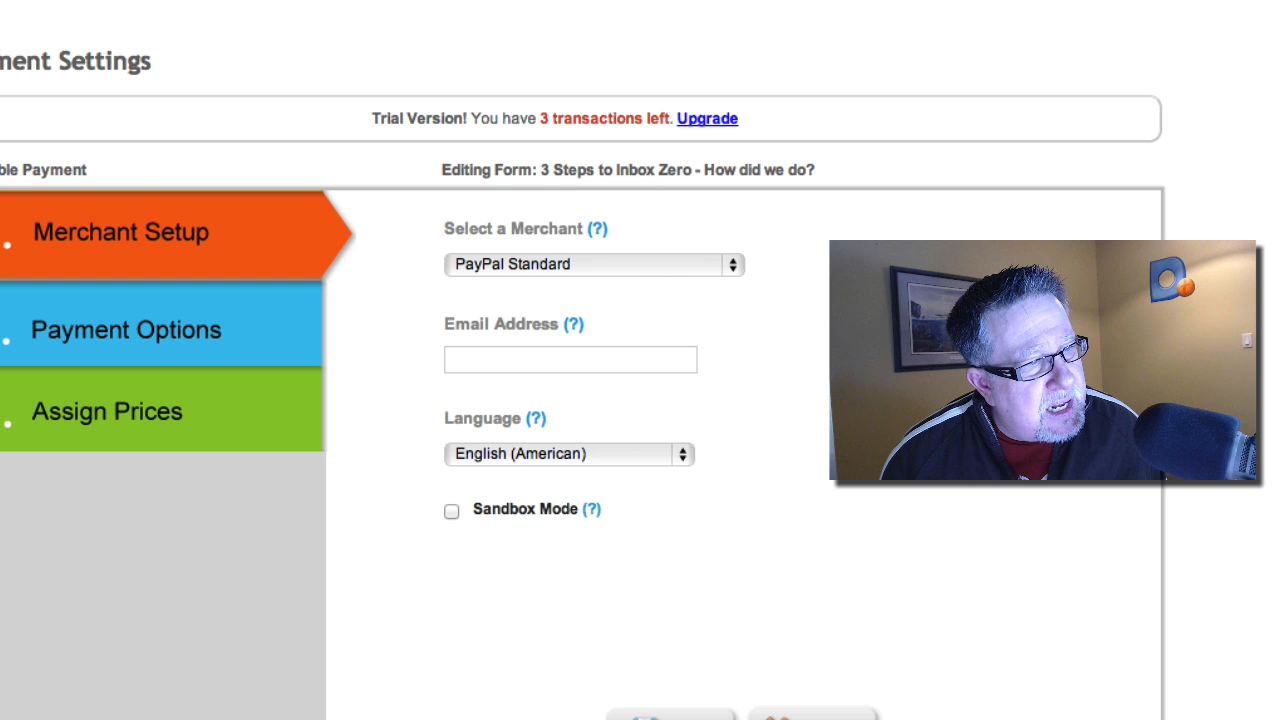 ment Settings
Trial Version! You have 3 transactions left. Upgrade
ble Payment
Editing Form: 3 Steps to Inbox Zero - How did we do?
Merchant Setup
Payment Options
Assign Prices
Select a Merchant (?)
PayPal Standard
Email Address (?)
Language (?)
English (American)
Sandbox Mode (?)
D